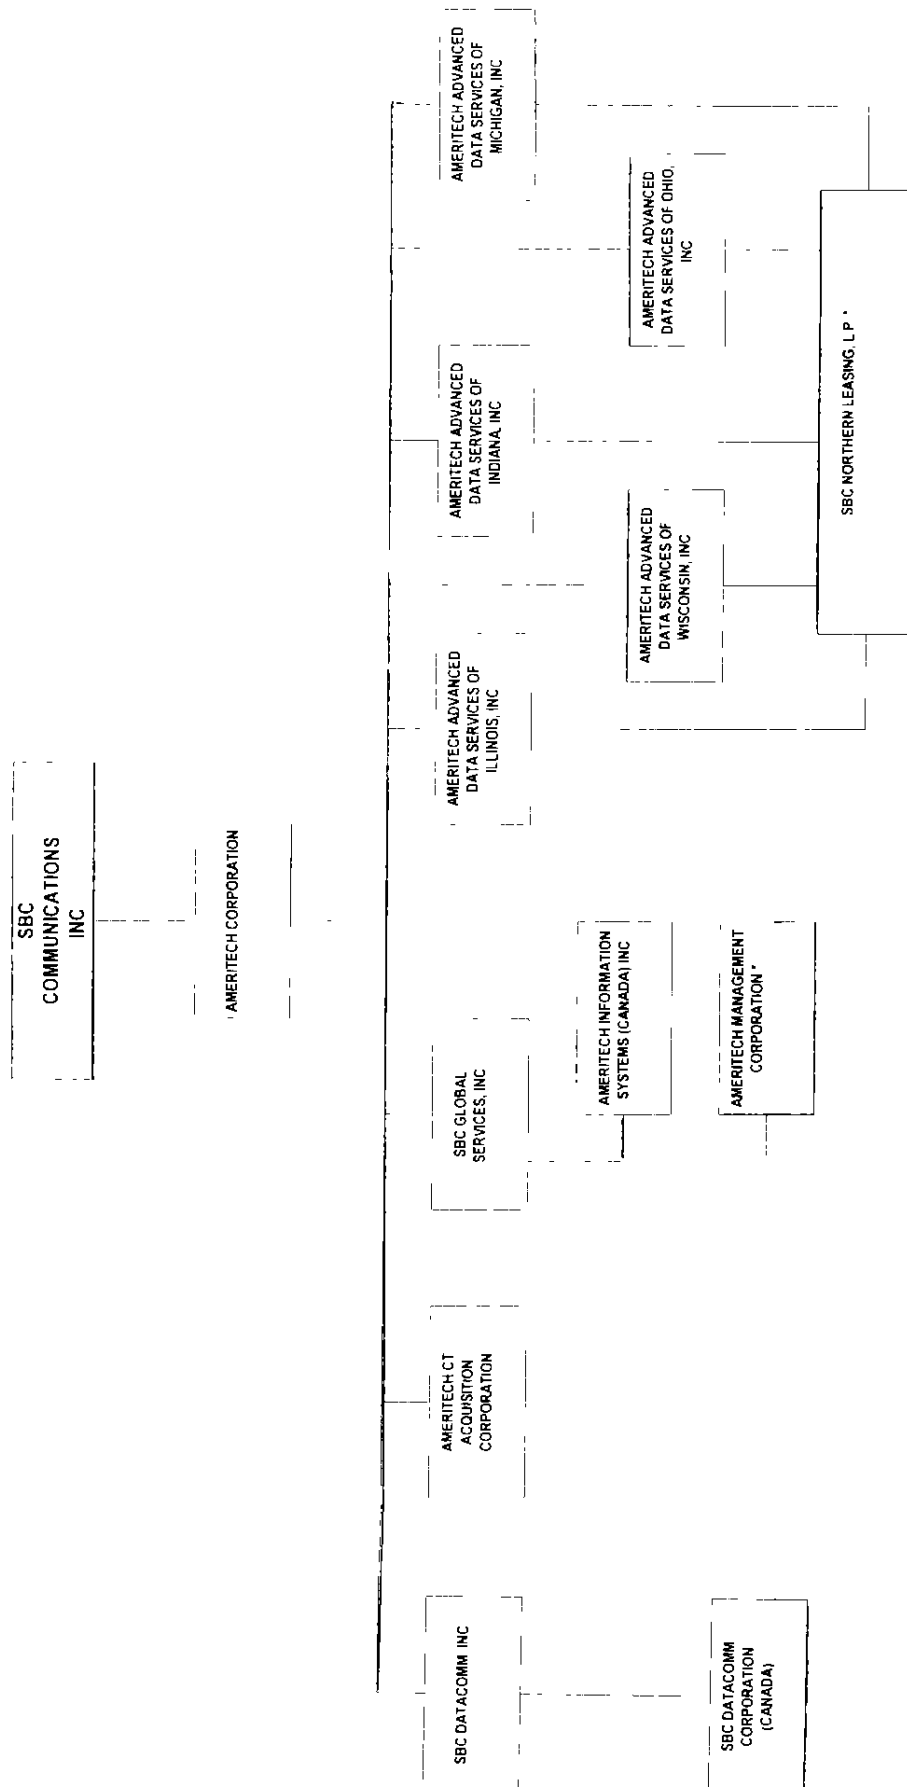 SBC
COMMUNICATIONS
INC
AMERITECH CORPORATION
SBC DATACOMM INC
AMERITECH CT
ACQUISITION
CORPORATION
SBC GLOBAL
SERVICES, INC
AMERITECH ADVANCED
DATA SERVICES OF
ILLINOIS, INC
AMERITECH ADVANCED
DATA SERVICES OF
INDIANA, INC
AMERITECH ADVANCED
DATA SERVICES OF
MICHIGAN, INC
AMERITECH INFORMATION
SYSTEMS (CANADA) INC
AMERITECH ADVANCED
DATA SERVICES OF
WISCONSIN, INC
AMERITECH ADVANCED
DATA SERVICES OF OHIO,
INC
SBC DATACOMM
CORPORATION
(CANADA)
AMERITECH MANAGEMENT
CORPORATION *
SBC NORTHERN LEASING, L P *